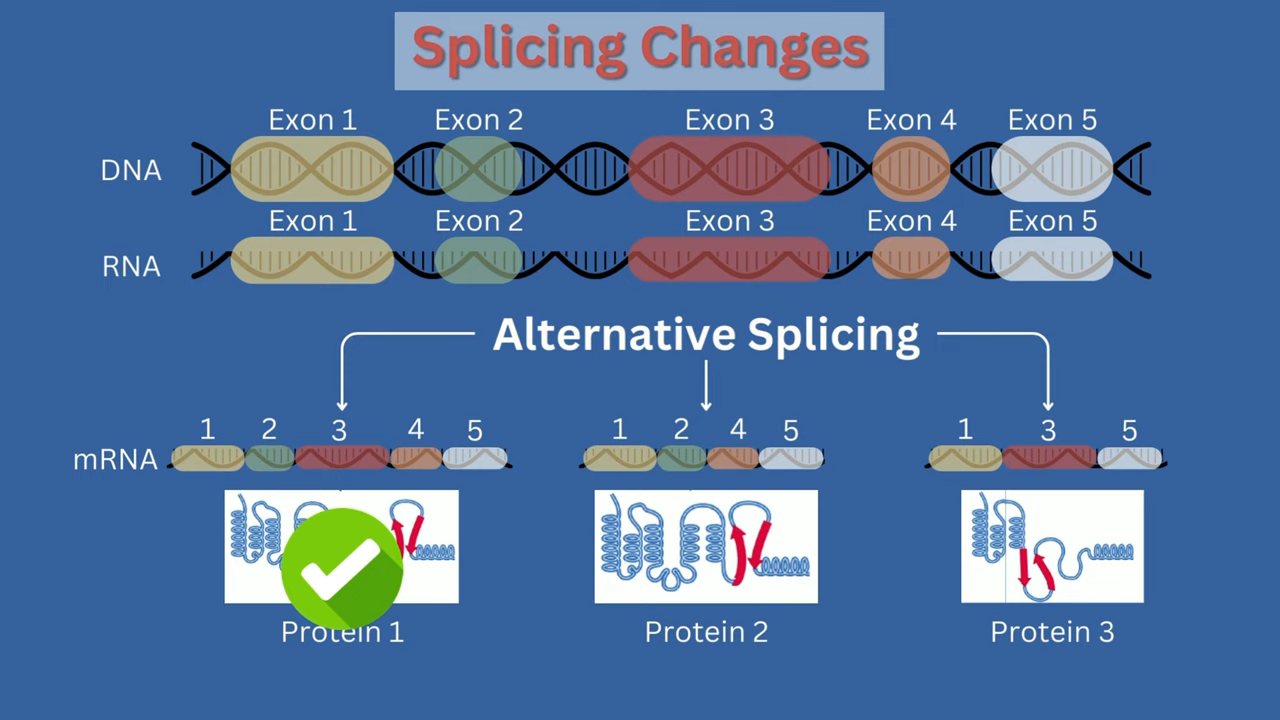 Splicing Changes
Exon 1 Exon 2 Exon 3 Exon 4 Exon 5
DNA
Exon 1 Exon 2 Exon 3 Exon 4 Exon 5
RNA
Alternative Splicing
1 2 3 4 5 1 2 4 5 1 3 5
mRNA
Protein 1 Protein 2 Protein 3